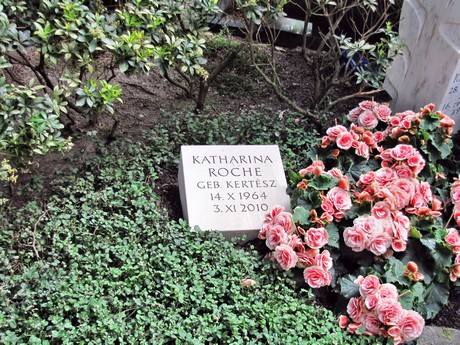 KATHARINA
ROCHE
GEB. KERTÉSZ
14. X 1964
3. XI 2010